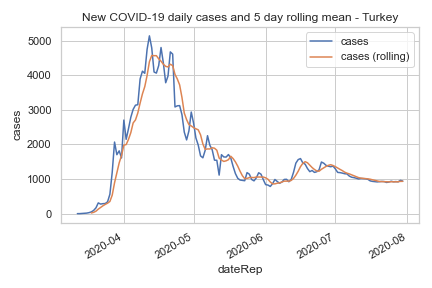 New COVID-19 daily cases and 5 day rolling mean - Turkey
cases
cases (rolling)
5000
4000
3000
2000
1000
0
cases
2020-04
2020-05
2020-06
2020-07
2020-08
dateRep